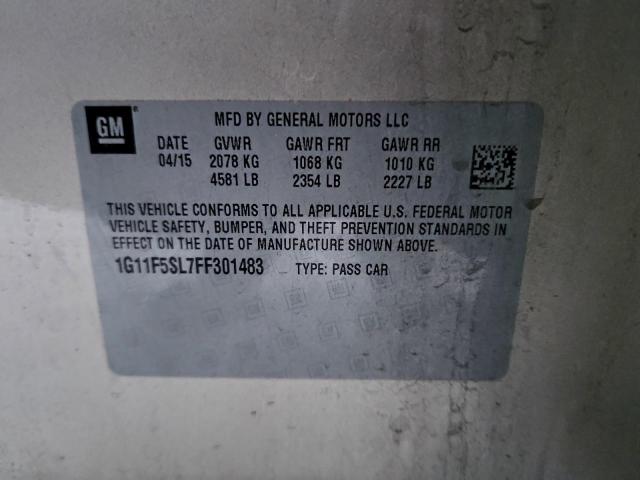 GM
MFD BY GENERAL MOTORS LLC
DATE GVWR GAWR FRT GAWR RR
04/15 2078 KG 1068 KG 1010 KG
4581 LB 2354 LB 2227 LB
THIS VEHICLE CONFORMS TO ALL APPLICABLE U.S. FEDERAL MOTOR
VEHICLE SAFETY, BUMPER, AND THEFT PREVENTION STANDARDS IN
EFFECT ON THE DATE OF MANUFACTURE SHOWN ABOVE.
1G11F5SL7FF301483 TYPE: PASS CAR